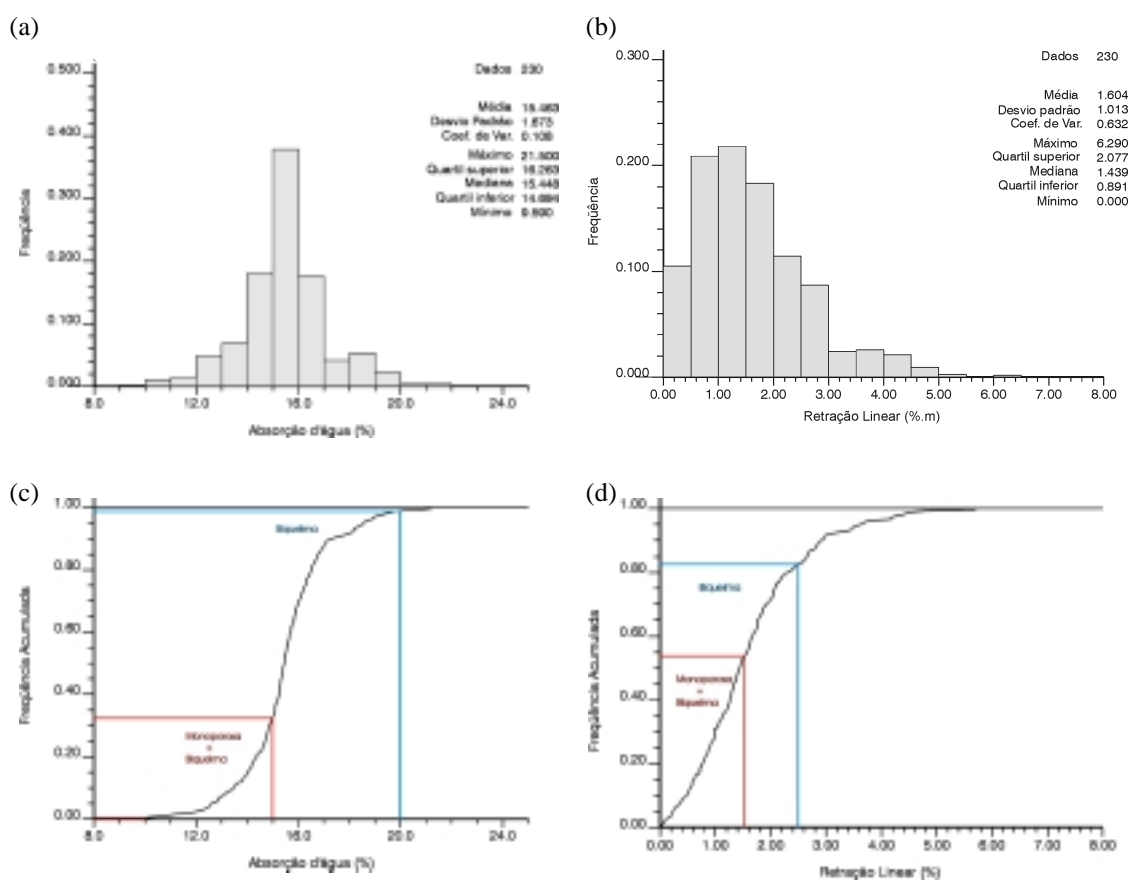 (a)
0.500
0.400
0.300
0.200
0.100
0.000
Freqüência
Dados 230
Média
Desvio Padrão 1.673
Coef. de Var. 0.108
Máximo 21.500
Quartil superior 16.263
Mediana 15.448
Quartil inferior
Mínimo
8.0 12.0 16.0 20.0 24.0
Absorção d'água (%)
(b)
0.300
0.200
0.100
0.000
Freqüência
Dados 230
Média 1.604
Desvio padrão 1.013
Coef. de Var. 0.632
Máximo 6.290
Quartil superior 2.077
Mediana 1.439
Quartil inferior 0.891
Mínimo 0.000
0.00 1.00 2.00 3.00 4.00 5.00 6.00 7.00 8.00
Retração Linear (%.m)
(c)
1.00
0.80
0.60
0.40
0.20
0.00
Freqüência Acumulada
Biqueima
Monoporosa
+
Biqueima
8.0 12.0 16.0 20.0 24.0
Absorção d'água (%)
(d)
1.00
0.80
0.60
0.40
0.20
0.00
Freqüência Acumulada
Biqueima
Monoporosa
+
Biqueima
0.00 1.00 2.00 3.00 4.00 5.00 6.00 7.00 8.00
Retração Linear (%)